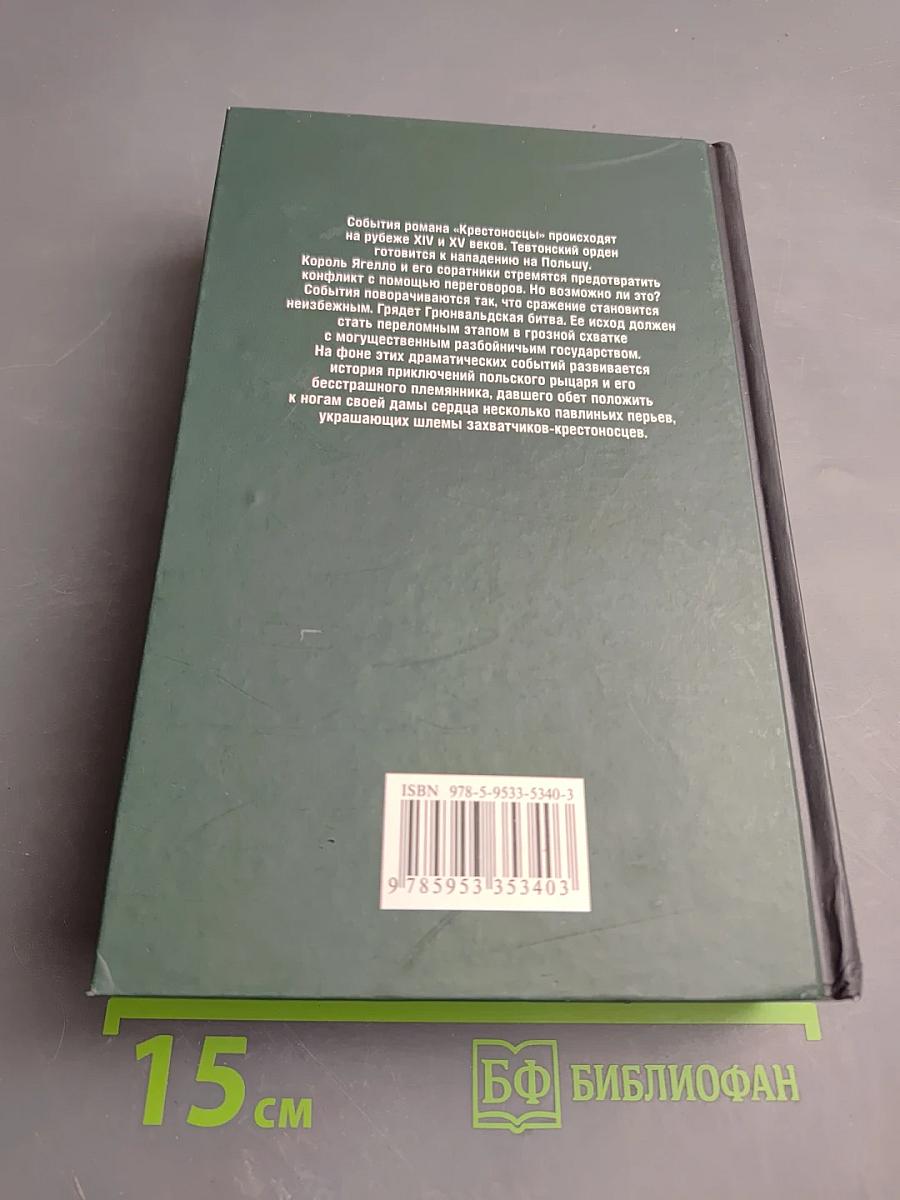 События романа «Крестоносцы» происходят
на рубеже XIV и XV веков. Тевтонский орден
готовится к нападению на Польшу.
Король Ягелло и его соратники стремятся предотвратить
конфликт с помощью переговоров. Но возможно ли это?
События поворачиваются так, что сражение становится
неизбежным. Грядет Грюнвальдская битва. Ее исход должен
стать переломным этапом в грозной схватке
с могущественным разбойничьим государством.
На фоне этих драматических событий развивается
история приключений польского рыцаря и его
бесстрашного племянника, давшего обет положить
к ногам своей дамы сердца несколько павлиньих перьев,
украшающих шлемы захватчиков-крестоносцев.
ISBN 978-5-9533-5340-3
9 785953 353403
15 см
БФ БИБЛИОФАН